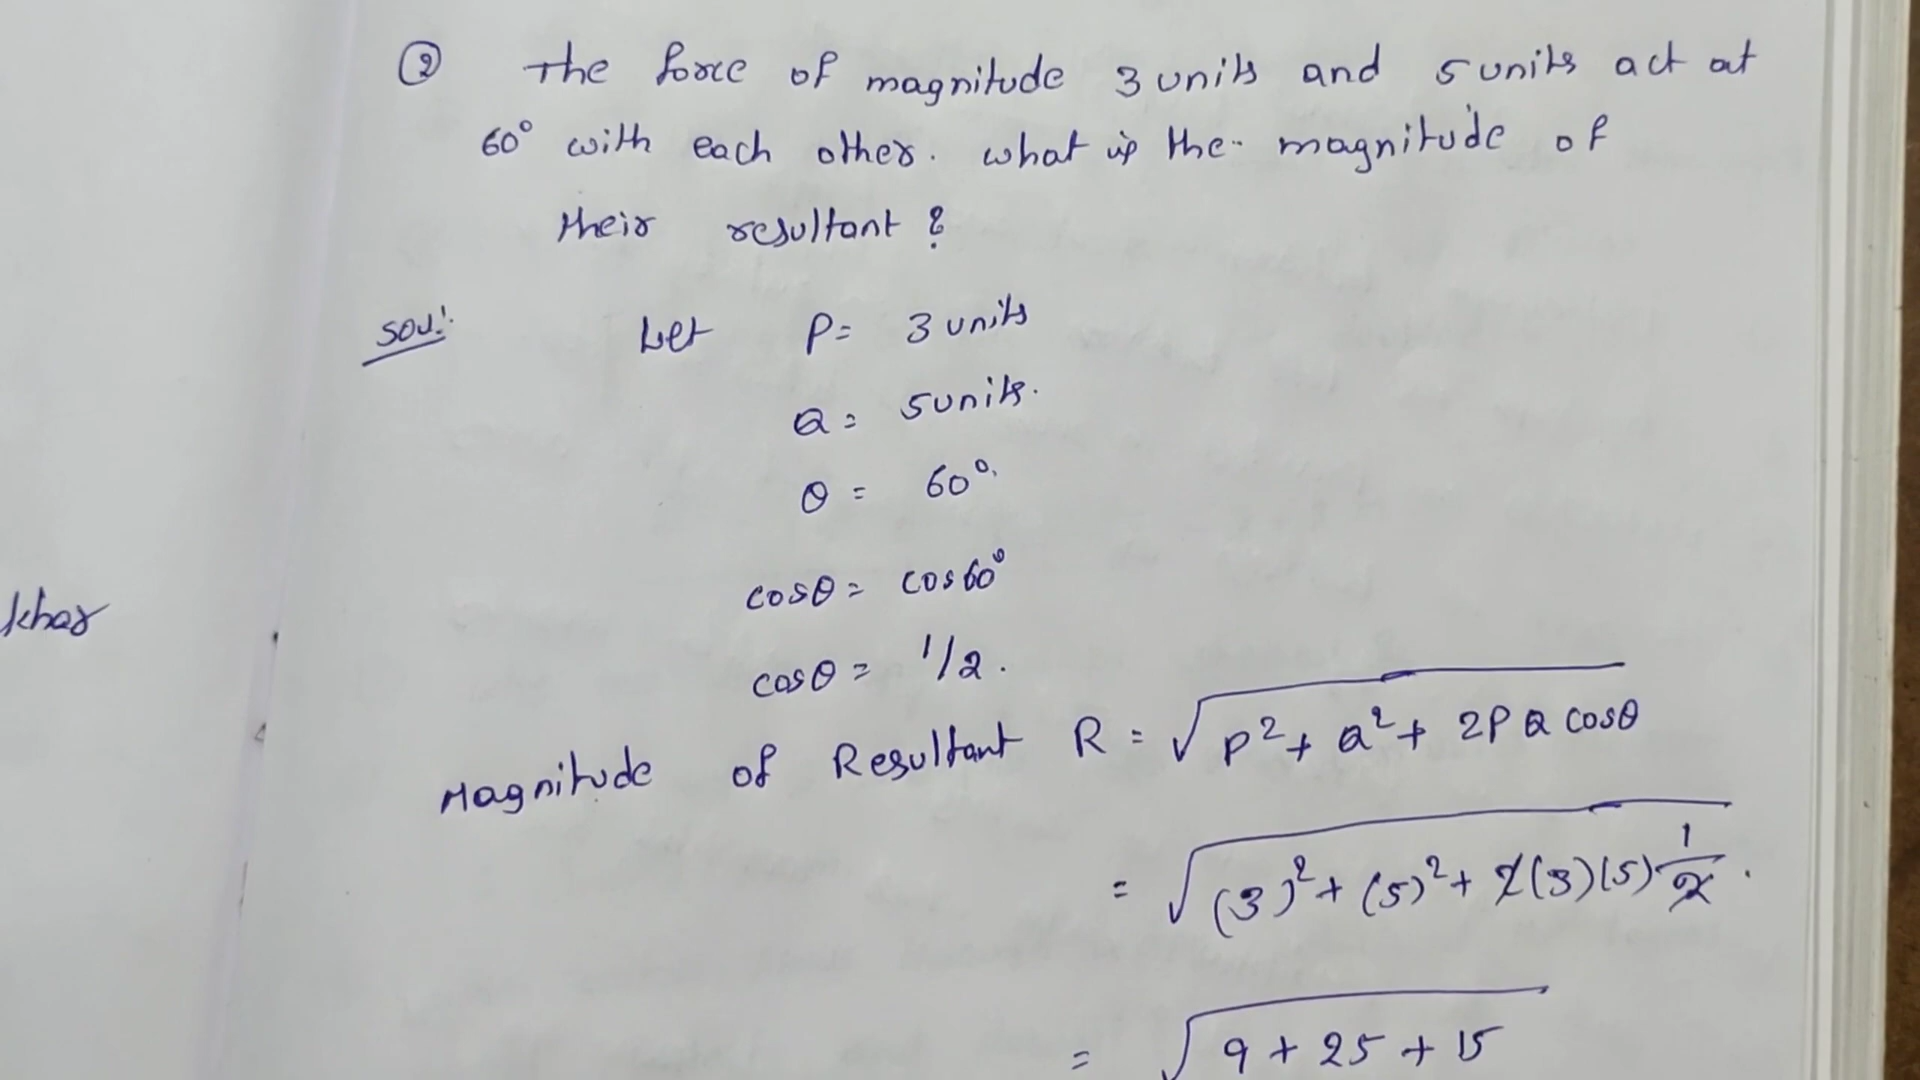 ② The force of magnitude 3 units and 5 units act at
60° with each other. what is the magnitude of
their resultant ?
Sol:
Let P = 3 units
Q = 5 units.
θ = 60°.
cosθ = cos60°
cosθ = 1/2.
Magnitude of Resultant R = √(P² + Q² + 2PQ cosθ)
= √((3)² + (5)² + 2(3)(5) 1/2).
= √(9 + 25 + 15)
khar